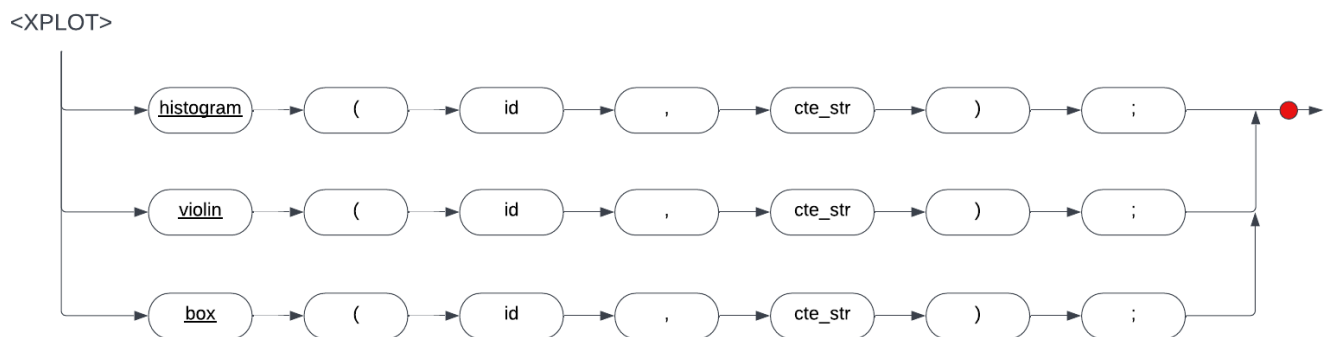 <XPLOT>
histogram ( id , cte_str ) ;
violin ( id , cte_str ) ;
box ( id , cte_str ) ;